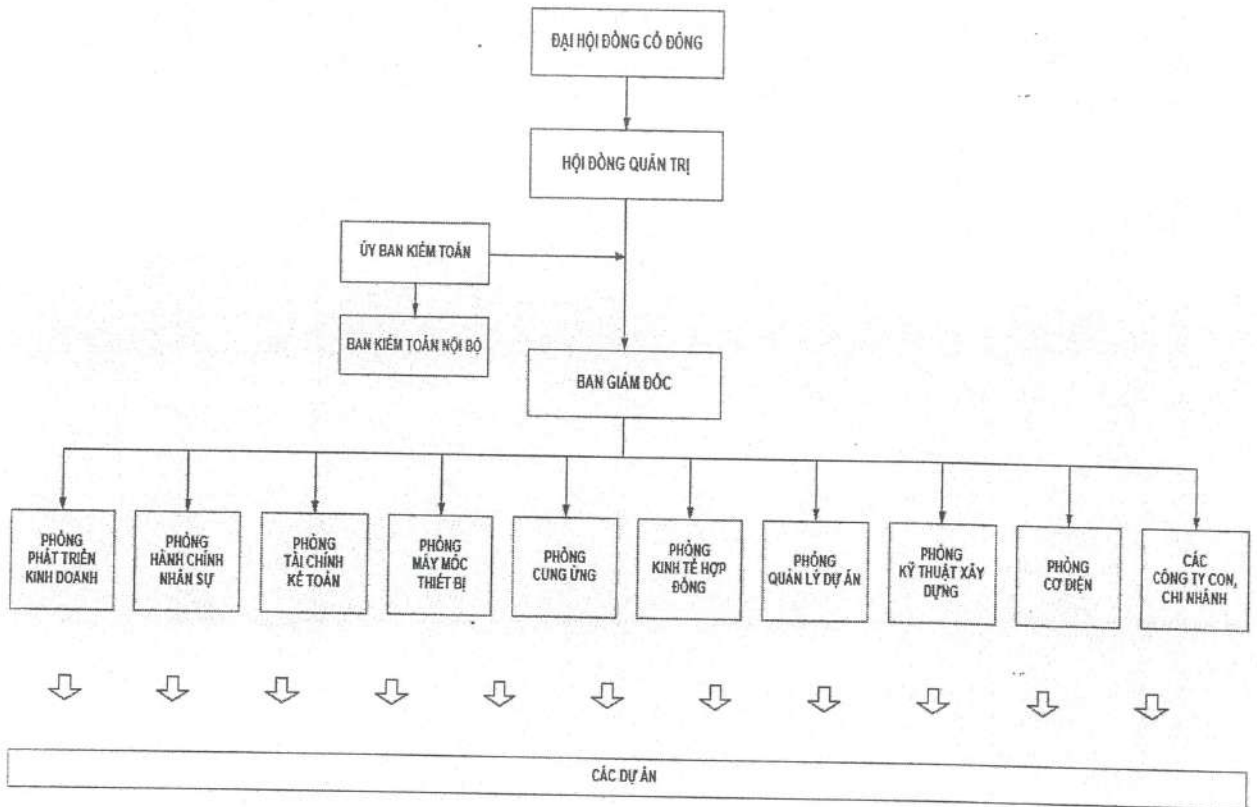 ĐẠI HỘI ĐỒNG CỔ ĐÔNG
HỘI ĐỒNG QUẢN TRỊ
ỦY BAN KIỂM TOÁN
BAN KIỂM TOÁN NỘI BỘ
BAN GIÁM ĐỐC
PHÒNG
PHÁT TRIỂN
KINH DOANH
PHÒNG
HÀNH CHÍNH
NHÂN SỰ
PHÒNG
TÀI CHÍNH
KẾ TOÁN
PHÒNG
MÁY MÓC
THIẾT BỊ
PHÒNG
CUNG ỨNG
PHÒNG
KINH TẾ HỢP
ĐỒNG
PHÒNG
QUẢN LÝ DỰ ÁN
PHÒNG
KỸ THUẬT XÂY
DỰNG
PHÒNG
CƠ ĐIỆN
CÁC
CÔNG TY CON,
CHI NHÁNH
CÁC DỰ ÁN